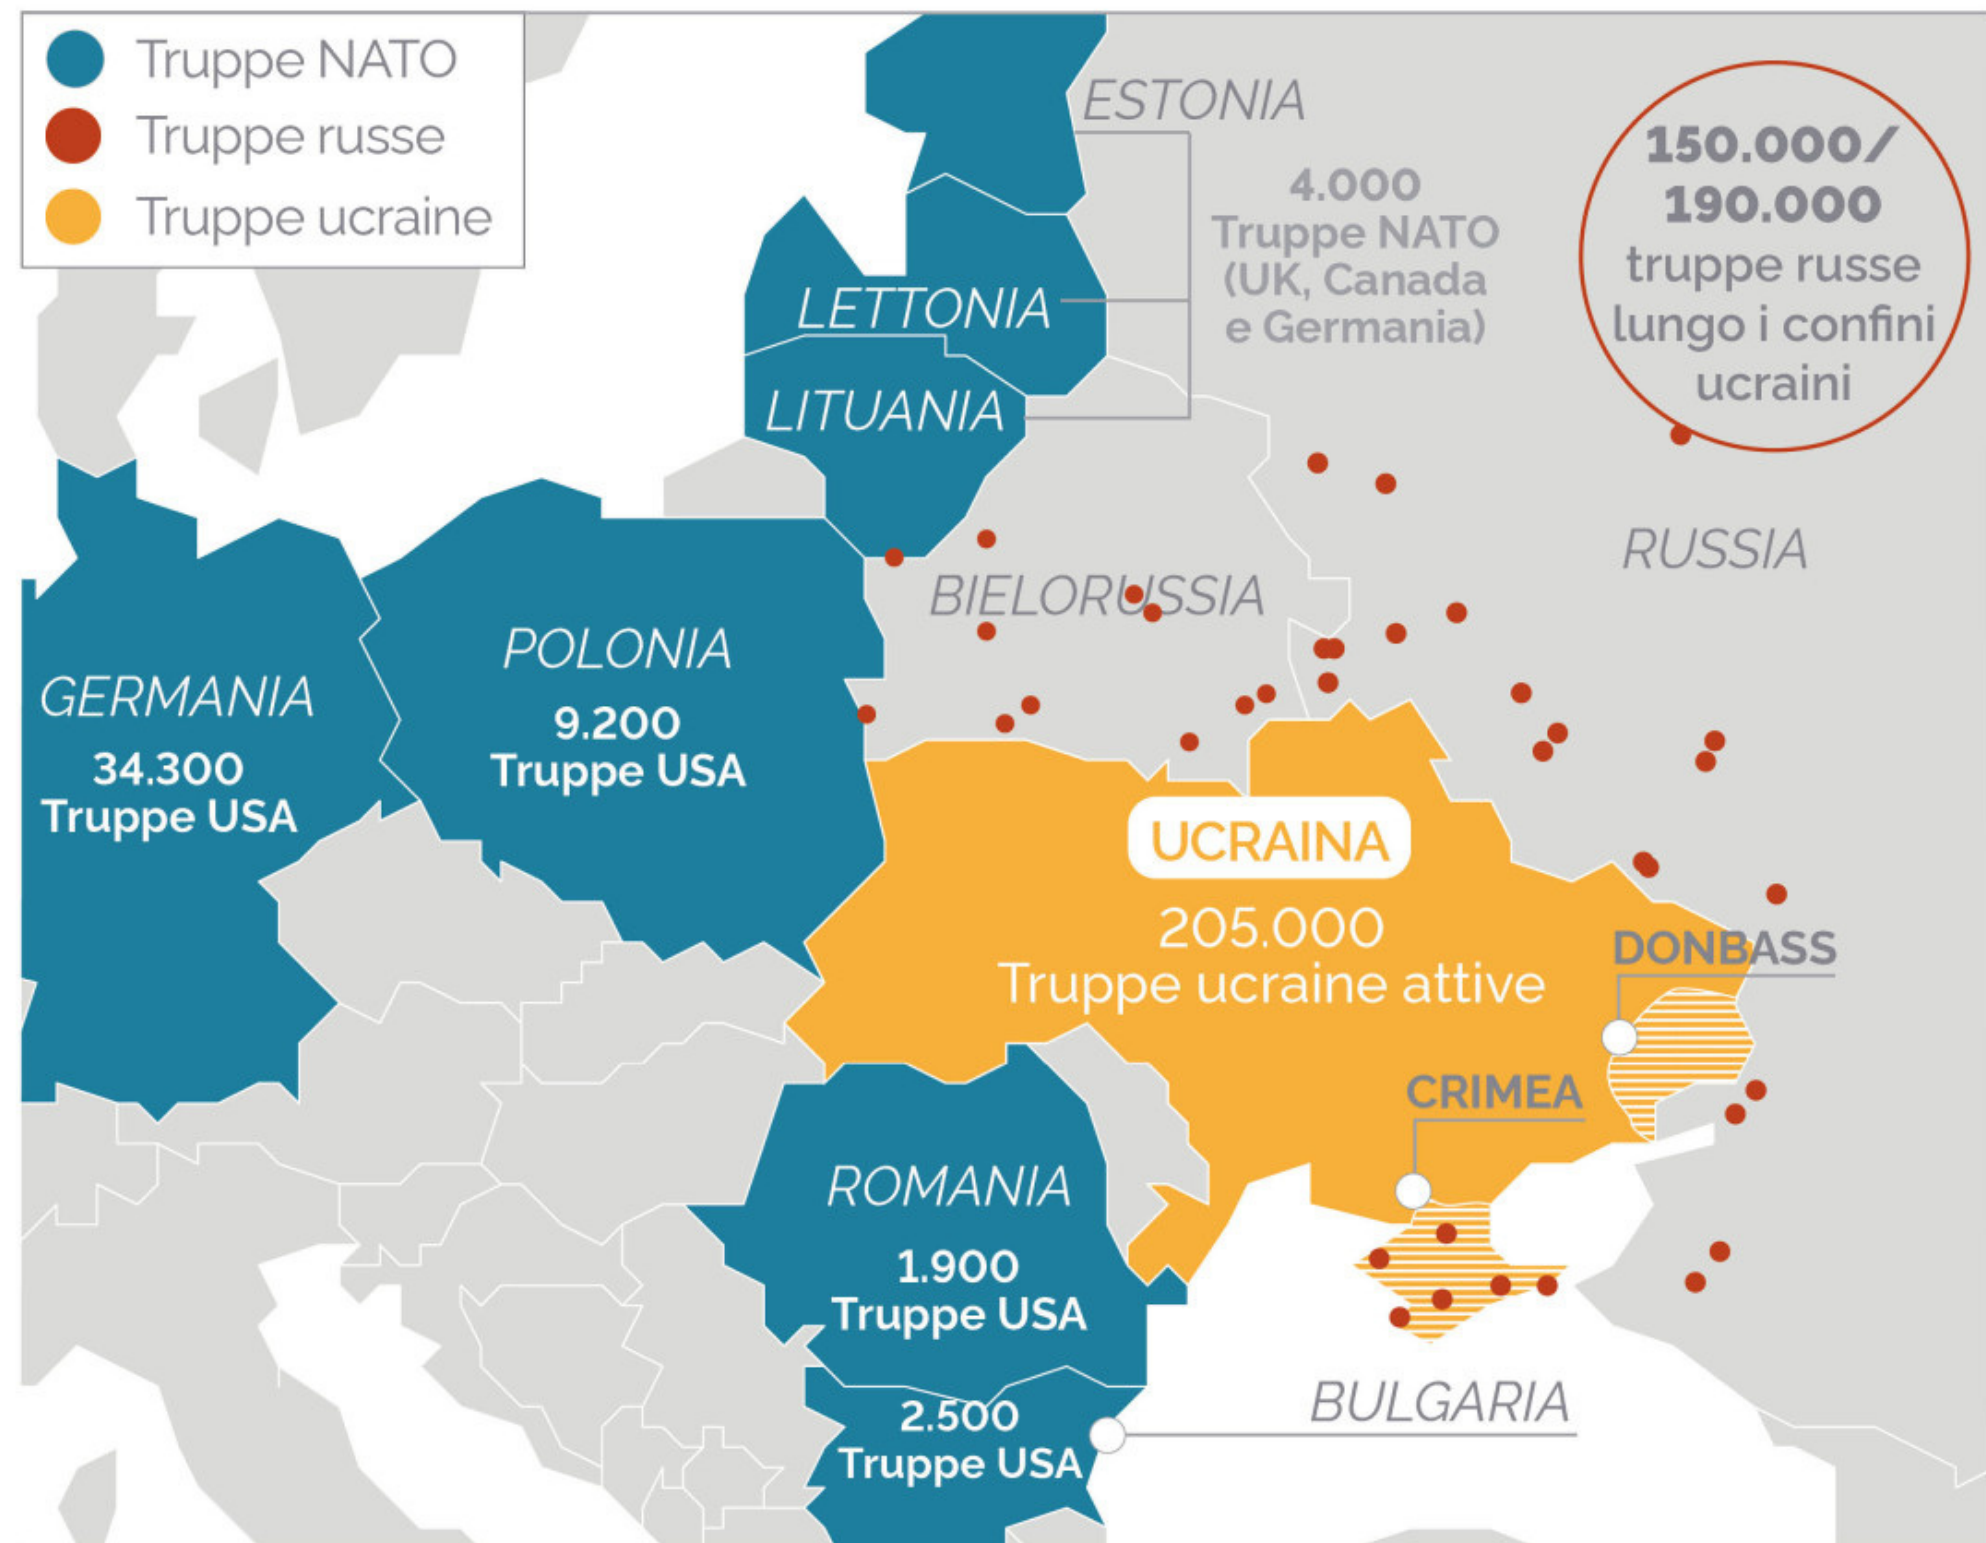 Truppe NATO
Truppe russe
Truppe ucraine
ESTONIA
4.000
Truppe NATO
(UK, Canada
e Germania)
150.000/
190.000
truppe russe
lungo i confini
ucraini
LETTONIA
LITUANIA
RUSSIA
BIELORUSSIA
POLONIA
9.200
Truppe USA
GERMANIA
34.300
Truppe USA
UCRAINA
205.000
Truppe ucraine attive
DONBASS
CRIMEA
ROMANIA
1.900
Truppe USA
BULGARIA
2.500
Truppe USA